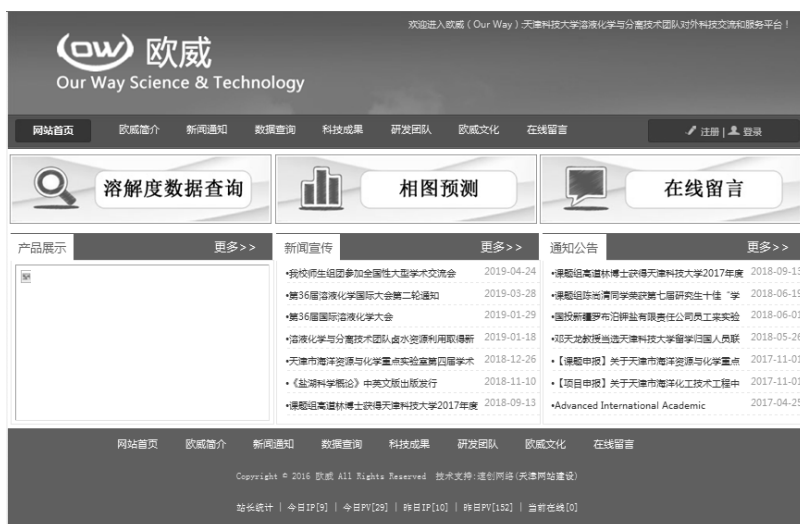 欢迎进入欧威（Our Way）:天津科技大学溶液化学与分离技术团队对外科技交流和服务平台！
OW 欧威
Our Way Science & Technology
网站首页 欧威简介 新闻通知 数据查询 科技成果 研发团队 欧威文化 在线留言 注册 | 登录
溶解度数据查询 相图预测 在线留言
产品展示 更多>>
新闻宣传 更多>>
•我校师生组团参加全国性大型学术交流会 2019-04-24
•第36届溶液化学国际大会第二轮通知 2019-03-28
•第36届国际溶液化学大会 2019-01-29
•溶液化学与分离技术团队卤水资源利用取得新 2019-01-18
•天津市海洋资源与化学重点实验室第四届学术 2018-12-26
•《盐湖科学概论》中英文版出版发行 2018-11-10
•课题组高道林博士获得天津科技大学2017年度 2018-09-13
通知公告 更多>>
•课题组高道林博士获得天津科技大学2017年度 2018-09-13
•课题组陈尚清同学荣获第七届研究生十佳“学 2018-06-19
•国投新疆罗布泊钾盐有限责任公司员工来实验 2018-06-01
•邓天龙教授当选天津科技大学留学归国人员联 2018-05-26
•【课题申报】关于天津市海洋资源与化学重点 2017-11-01
•【项目申报】关于天津市海洋化工技术工程中 2017-11-01
•Advanced International Academic 2017-04-25
网站首页 欧威简介 新闻通知 数据查询 科技成果 研发团队 欧威文化 在线留言
Copyright © 2016 欧威 All Rights Reserved 技术支持:速创网络(天津网站建设)
站长统计 | 今日IP[9] | 今日PV[29] | 昨日IP[10] | 昨日PV[152] | 当前在线[0]